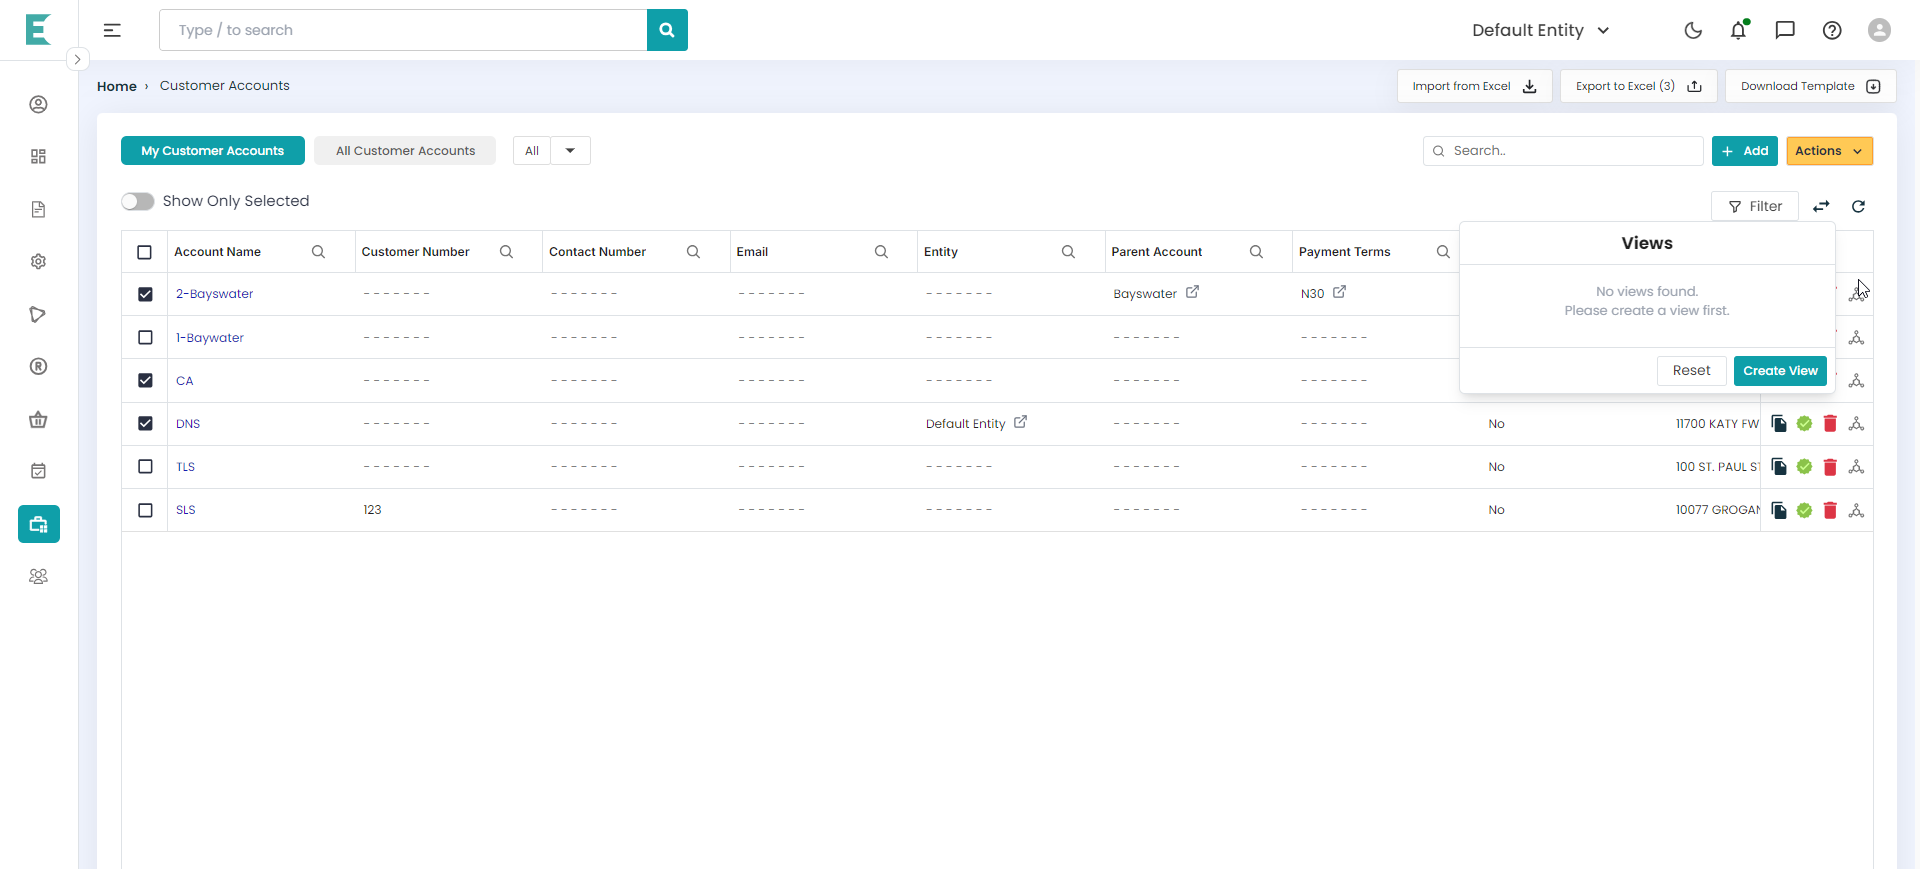 Type / to search
Default Entity
Home › Customer Accounts
Import from Excel
Export to Excel (3)
Download Template
My Customer Accounts
All Customer Accounts
All
Search..
+ Add
Actions
Show Only Selected
Filter
Account Name
Customer Number
Contact Number
Email
Entity
Parent Account
Payment Terms
Views
No views found.
Please create a view first.
Reset
Create View
2-Bayswater - - - - - - - - - - - - - - - - - - - - - - - - - - - - Bayswater N30
1-Baywater - - - - - - - - - - - - - - - - - - - - - - - - - - - - - - - - - - - - - - - - - -
CA - - - - - - - - - - - - - - - - - - - - - - - - - - - - - - - - - - - - - - - - - -
DNS - - - - - - - - - - - - - - - - - - - - - Default Entity - - - - - - - - - - - - - - No 11700 KATY FW
TLS - - - - - - - - - - - - - - - - - - - - - - - - - - - - - - - - - - - - - - - - - - No 100 ST. PAUL S
SLS 123 - - - - - - - - - - - - - - - - - - - - - - - - - - - - - - - - - - - No 10077 GROGAN